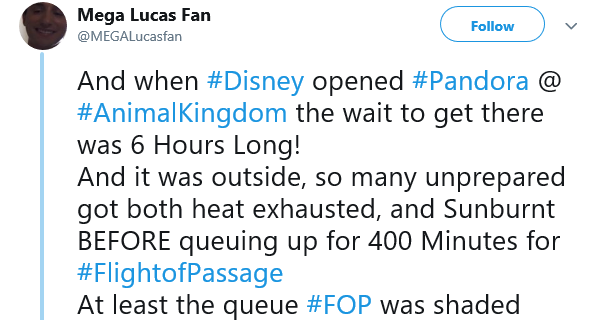 Mega Lucas Fan
@MEGALucasfan
Follow
And when #Disney opened #Pandora @
#AnimalKingdom the wait to get there
was 6 Hours Long!
And it was outside, so many unprepared
got both heat exhausted, and Sunburnt
BEFORE queuing up for 400 Minutes for
#FlightofPassage
At least the queue #FOP was shaded